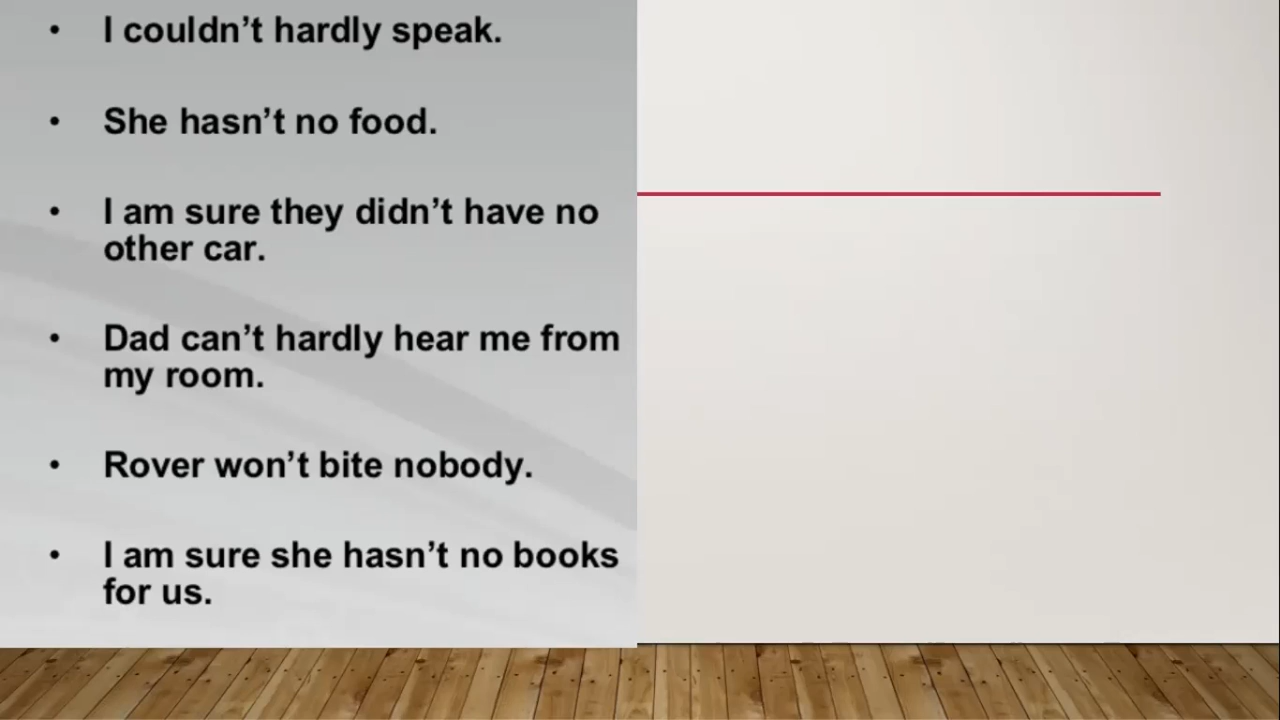 • I couldn’t hardly speak.
• She hasn’t no food.
• I am sure they didn’t have no
other car.
• Dad can’t hardly hear me from
my room.
• Rover won’t bite nobody.
• I am sure she hasn’t no books
for us.